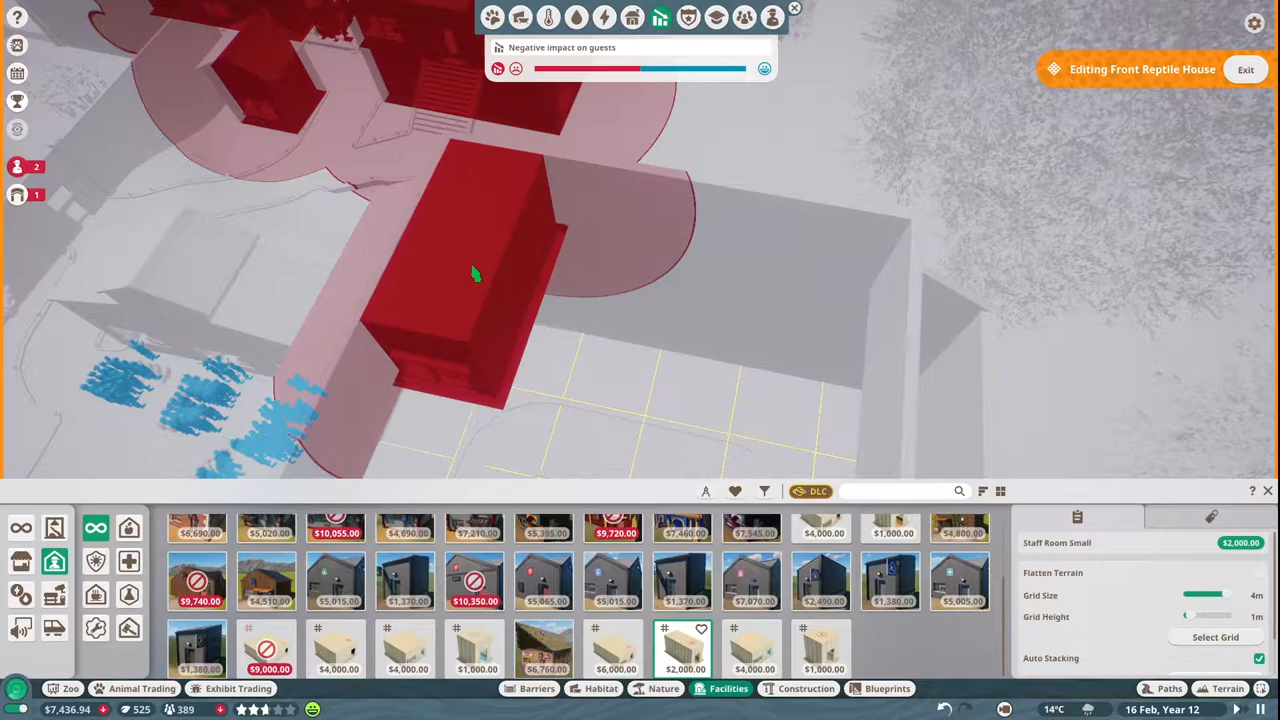 ?
Negative impact on guests
Editing Front Reptile House
Exit
2
1
DLC
? ×
$6,690.00 $5,020.00 $10,055.00 $4,690.00 $7,210.00 $5,395.00 $9,720.00 $7,460.00 $7,545.00 $4,000.00 $1,000.00 $4,800.00
$9,740.00 $4,510.00 $5,015.00 $1,370.00 $10,350.00 $5,065.00 $5,015.00 $1,370.00 $7,070.00 $2,490.00 $1,380.00 $5,005.00
$1,380.00 $9,000.00 $4,000.00 $4,000.00 $1,000.00 $6,760.00 $6,000.00 $2,000.00 $4,000.00 $1,000.00
Staff Room Small $2,000.00
Flatten Terrain
Grid Size 4m
Grid Height 1m
Select Grid
Auto Stacking
Zoo Animal Trading Exhibit Trading Barriers Habitat Nature Facilities Construction Blueprints Paths Terrain
$7,436.94 525 389 14°C 16 Feb, Year 12